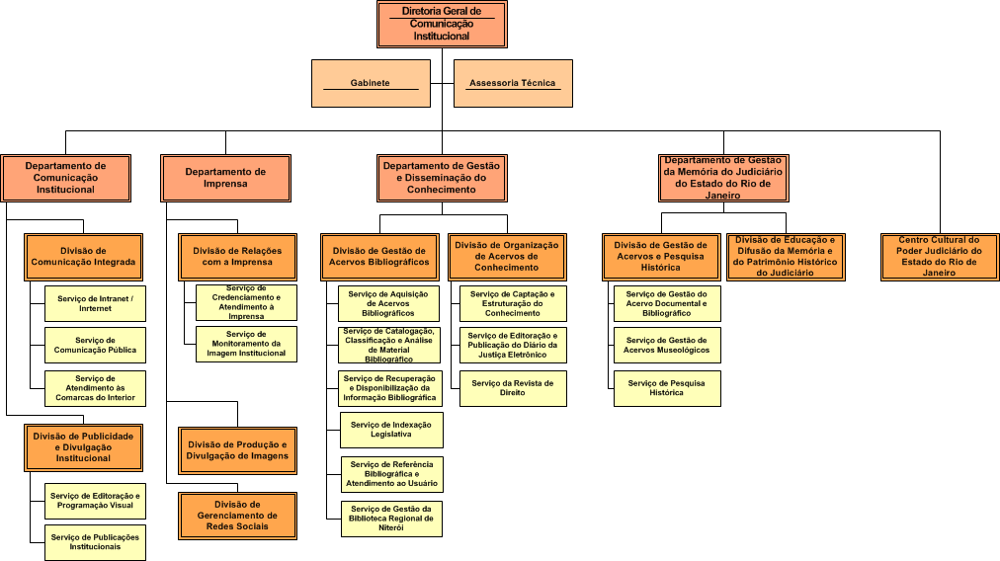 Diretoria Geral de
Comunicação
Institucional
Gabinete
Assessoria Técnica
Departamento de
Comunicação
Institucional
Departamento de
Imprensa
Departamento de Gestão
e Disseminação do
Conhecimento
Departamento de Gestão
da Memória do Judiciário
do Estado do Rio de
Janeiro
Divisão de
Comunicação Integrada
Divisão de Relações
com a Imprensa
Divisão de Gestão de
Acervos Bibliográficos
Divisão de Organização
de Acervos de
Conhecimento
Divisão de Gestão de
Acervos e Pesquisa
Histórica
Divisão de Educação e
Difusão da Memória e
do Patrimônio Histórico
do Judiciário
Centro Cultural do
Poder Judiciário do
Estado do Rio de
Janeiro
Serviço de Intranet /
Inrternet
Serviço de
Comunicação Pública
Serviço de
Atendimento às
Comarcas do Interior
Divisão de Publicidade
e Divulgação
Institucional
Serviço de Editoração e
Programação Visual
Serviço de Publicações
Institucionais
Serviço de
Credenciamento e
Atendimento à
Imprensa
Serviço de
Monitoramento da
Imagem Institucional
Divisão de Produção e
Divulgação de Imagens
Divisão de
Gerenciamento de
Redes Sociais
Serviço de Aquisição
de Acervos
Bibliográficos
Serviço de Catalogação,
Classificação e Análise
de Material
Bibliográfico
Serviço de Recuperação
e Disponibilização da
Informação Bibliográfica
Serviço de Indexação
Legislativa
Serviço de Referência
Bibliográfica e
Atendimento ao Usuário
Serviço de Gestão da
Biblioteca Regional de
Niterói
Serviço de Captação e
Estruturação do
Conhecimento
Serviço de Editoração e
Publicação do Diário da
Justiça Eletrônico
Serviço da Revista de
Direito
Serviço de Gestão do
Acervo Documental e
Bibliográfico
Serviço de Gestão de
Acervos Museológicos
Serviço de Pesquisa
Histórica